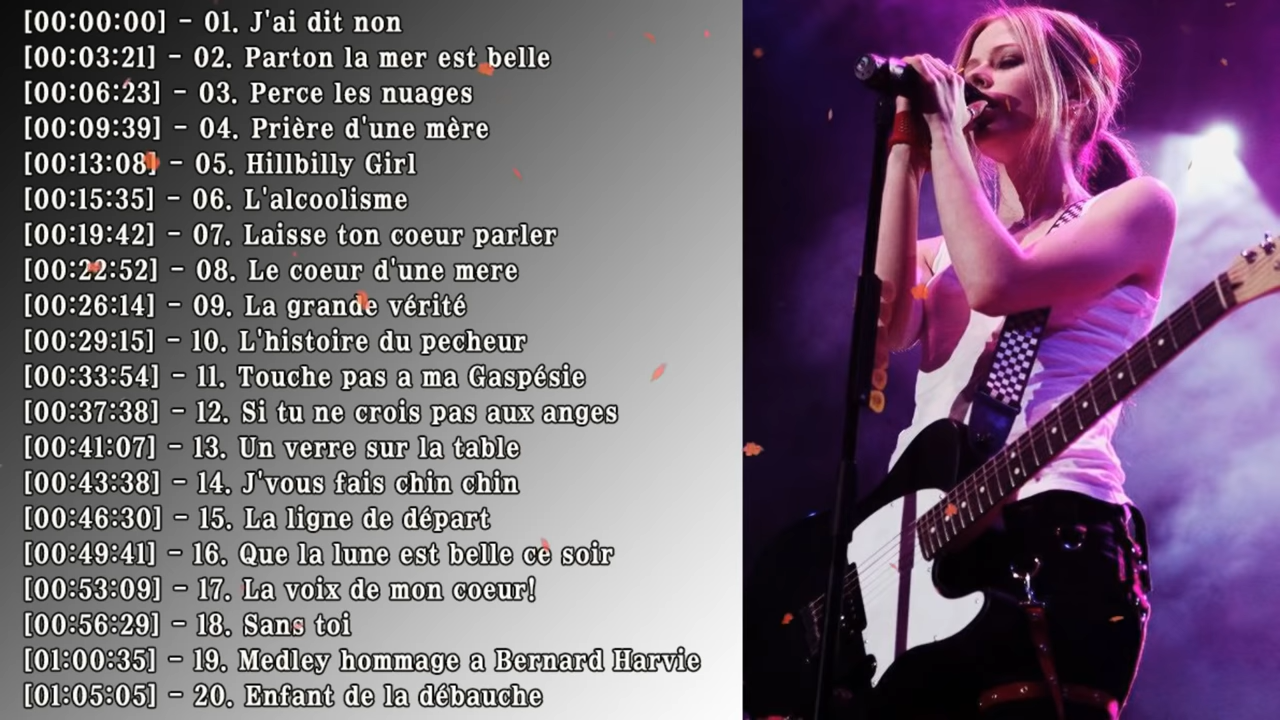 [00:00:00] - 01. J'ai dit non
[00:03:21] - 02. Parton la mer est belle
[00:06:23] - 03. Perce les nuages
[00:09:39] - 04. Prière d'une mère
[00:13:08] - 05. Hillbilly Girl
[00:15:35] - 06. L'alcoolisme
[00:19:42] - 07. Laisse ton coeur parler
[00:22:52] - 08. Le coeur d'une mere
[00:26:14] - 09. La grande vérité
[00:29:15] - 10. L'histoire du pecheur
[00:33:54] - 11. Touche pas a ma Gaspésie
[00:37:38] - 12. Si tu ne crois pas aux anges
[00:41:07] - 13. Un verre sur la table
[00:43:38] - 14. J'vous fais chin chin
[00:46:30] - 15. La ligne de départ
[00:49:41] - 16. Que la lune est belle ce soir
[00:53:09] - 17. La voix de mon coeur!
[00:56:29] - 18. Sans toi
[01:00:35] - 19. Medley hommage a Bernard Harvie
[01:05:05] - 20. Enfant de la débauche